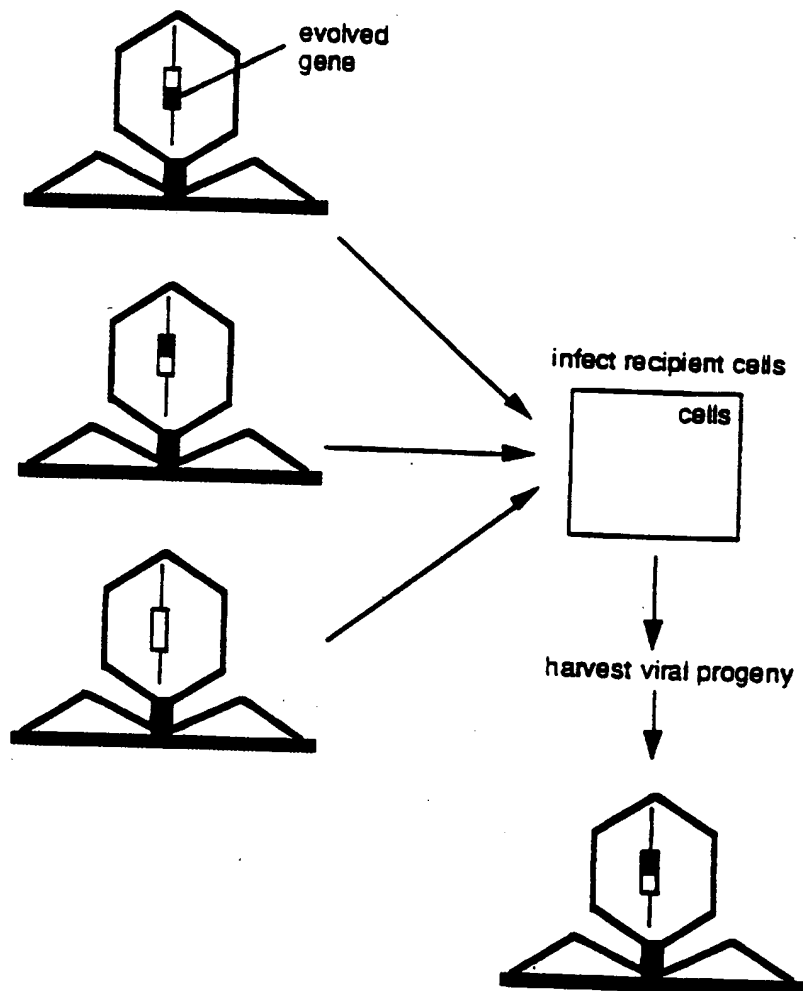 evolved
gene
infect recipient cells
cells
harvest viral progeny